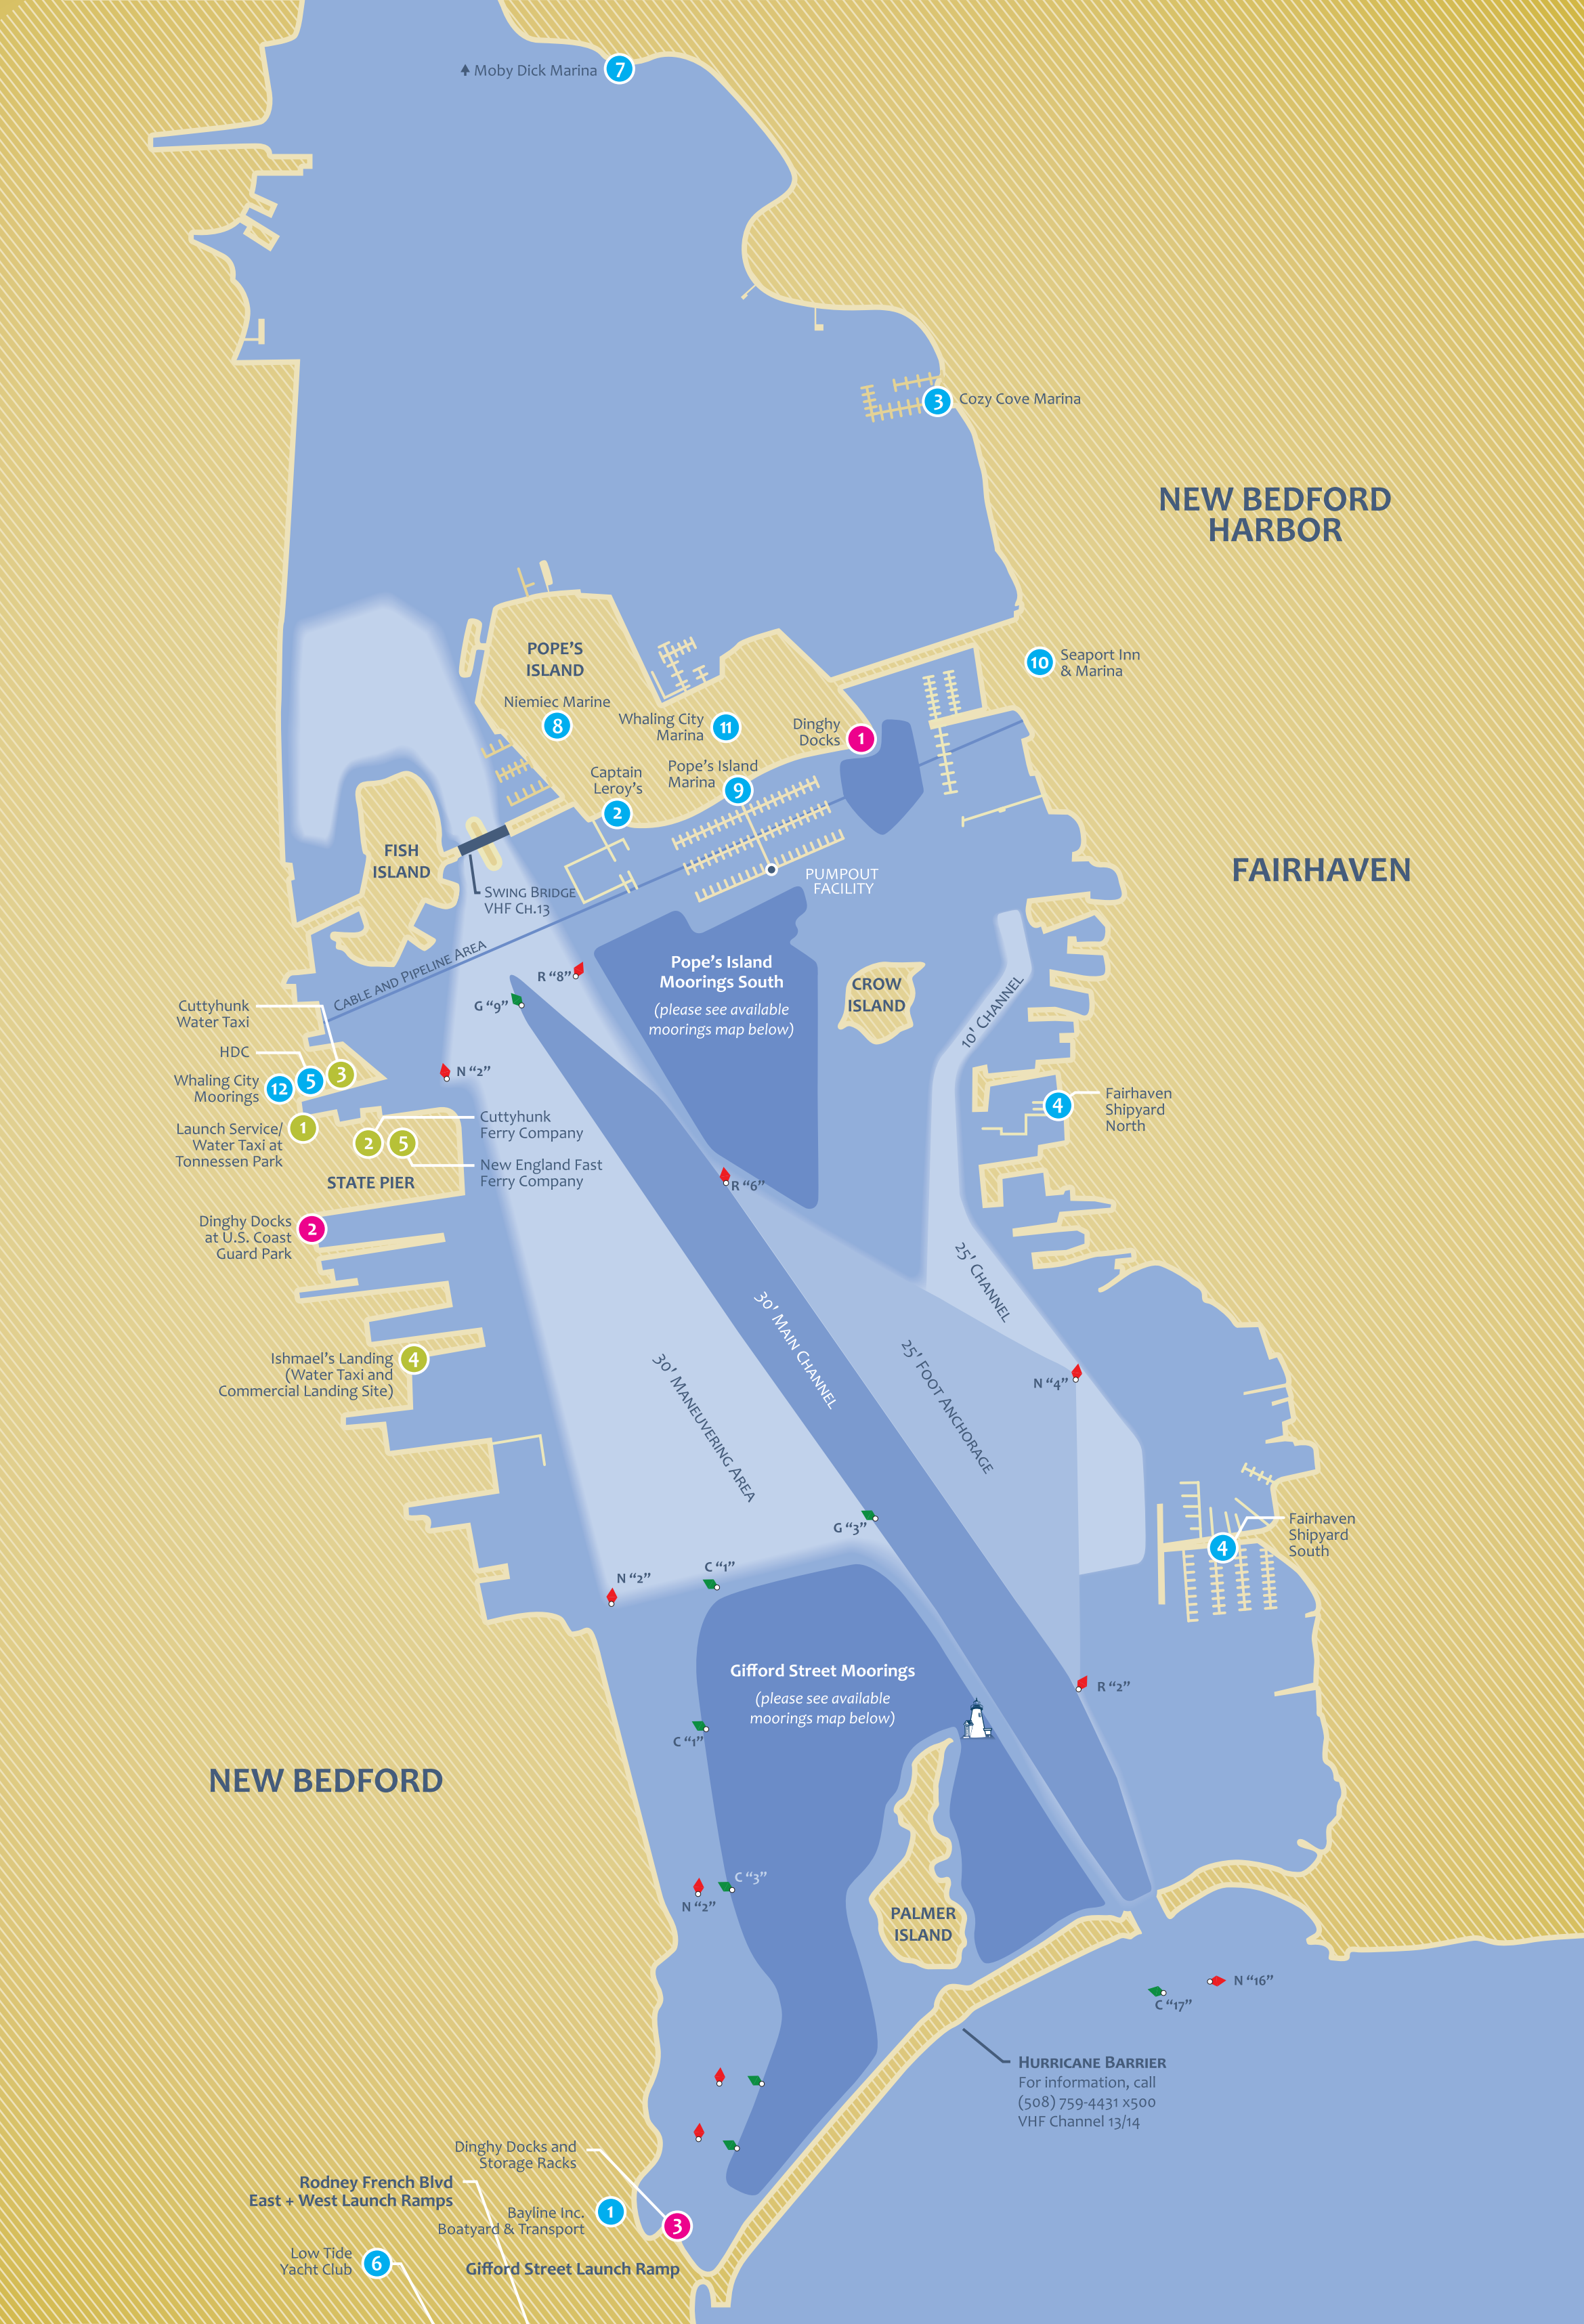 Moby Dick Marina
7
3
Cozy Cove Marina
NEW BEDFORD
HARBOR
POPE'S
ISLAND
Niemiec Marine
8
Whaling City
Marina
11
Dinghy
Docks
1
10
Seaport Inn
& Marina
Captain
Leroy's
2
Pope's Island
Marina
9
FISH
ISLAND
Swing Bridge
VHF Ch.13
PUMPOUT
FACILITY
FAIRHAVEN
Cable and Pipeline Area
R "8"
G "9"
N "2"
Pope's Island
Moorings South
(please see available
moorings map below)
CROW
ISLAND
10' Channel
Cuttyhunk
Water Taxi
HDC
Whaling City
Moorings
12
5
3
Launch Service/
Water Taxi at
Tonnessen Park
1
2
5
Cuttyhunk
Ferry Company
New England Fast
Ferry Company
STATE PIER
4
Fairhaven
Shipyard
North
R "6"
Dinghy Docks
at U.S. Coast
Guard Park
2
25' Channel
30' Main Channel
25' Foot Anchorage
30' Maneuvering Area
Ishmael's Landing
(Water Taxi and
Commercial Landing Site)
4
N "4"
G "3"
4
Fairhaven
Shipyard
South
C "1"
N "2"
Gifford Street Moorings
(please see available
moorings map below)
R "2"
C "1"
NEW BEDFORD
C "3"
N "2"
PALMER
ISLAND
N "16"
C "17"
Hurricane Barrier
For information, call
(508) 759-4431 x500
VHF Channel 13/14
Dinghy Docks and
Storage Racks
Rodney French Blvd
East + West Launch Ramps
Bayline Inc.
Boatyard & Transport
1
3
Low Tide
Yacht Club
6
Gifford Street Launch Ramp